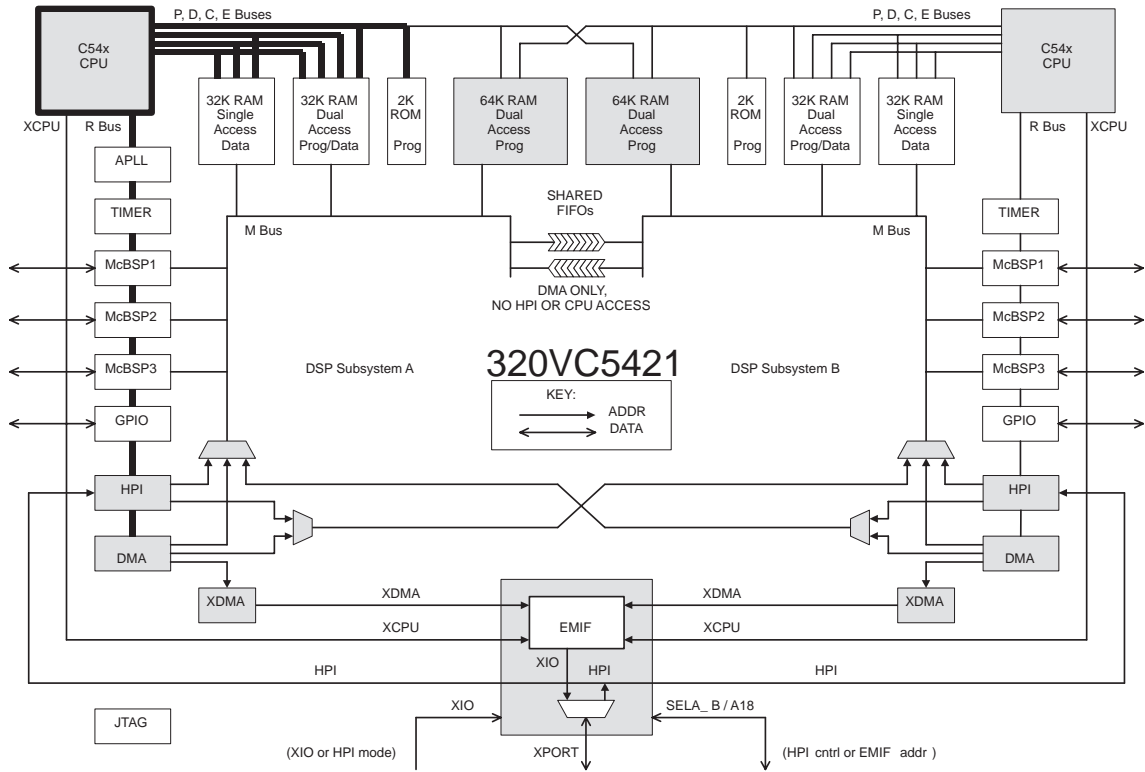 P, D, C, E Buses
P, D, C, E Buses
C54x
CPU
C54x
CPU
32K RAM
Single
Access
Data
32K RAM
Dual
Access
Prog/Data
2K
ROM
Prog
64K RAM
Dual
Access
Prog
64K RAM
Dual
Access
Prog
2K
ROM
Prog
32K RAM
Dual
Access
Prog/Data
32K RAM
Single
Access
Data
XCPU
R Bus
R Bus
XCPU
APLL
TIMER
TIMER
SHARED
FIFOs
M Bus
M Bus
McBSP1
McBSP1
DMA ONLY,
NO HPI OR CPU ACCESS
McBSP2
McBSP2
McBSP3
DSP Subsystem A
320VC5421
DSP Subsystem B
McBSP3
KEY:
ADDR
DATA
GPIO
GPIO
HPI
HPI
DMA
DMA
XDMA
XDMA
XDMA
XDMA
EMIF
XCPU
XCPU
XIO
HPI
HPI
HPI
JTAG
XIO
SELA_ B / A18
(XIO or HPI mode)
XPORT
(HPI cntrl or EMIF addr )